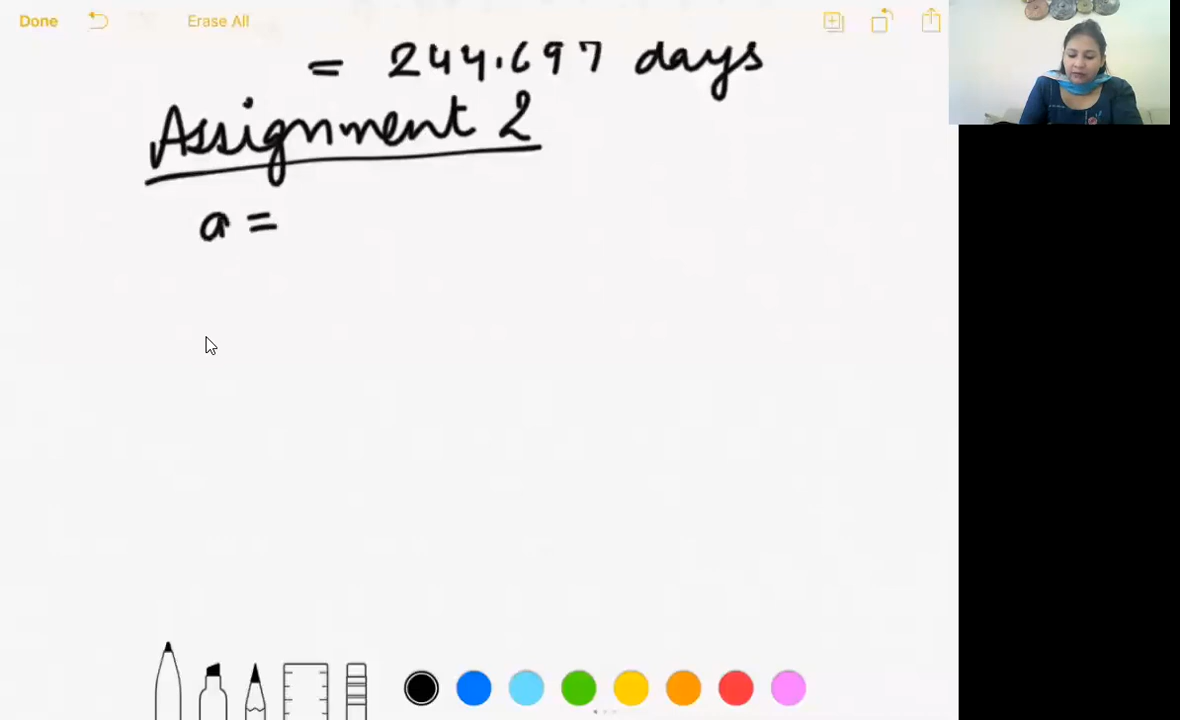 Done Erase All
= 244.697 days
Assignment 2
a =